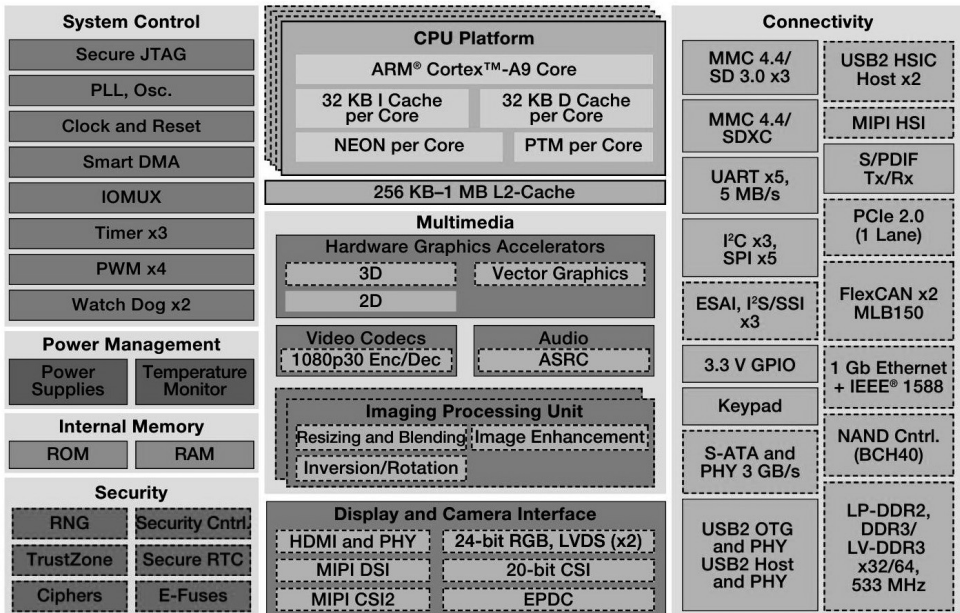 System Control
Secure JTAG
PLL, Osc.
Clock and Reset
Smart DMA
IOMUX
Timer x3
PWM x4
Watch Dog x2
Power Management
Power
Supplies
Temperature
Monitor
Internal Memory
ROM
RAM
Security
RNG
Security Cntrl.
TrustZone
Secure RTC
Ciphers
E-Fuses
CPU Platform
ARM® Cortex™-A9 Core
32 KB I Cache
per Core
32 KB D Cache
per Core
NEON per Core
PTM per Core
256 KB–1 MB L2-Cache
Multimedia
Hardware Graphics Accelerators
3D
Vector Graphics
2D
Video Codecs
1080p30 Enc/Dec
Audio
ASRC
Imaging Processing Unit
Resizing and Blending
Image Enhancement
Inversion/Rotation
Display and Camera Interface
HDMI and PHY
24-bit RGB, LVDS (x2)
MIPI DSI
20-bit CSI
MIPI CSI2
EPDC
Connectivity
MMC 4.4/
SD 3.0 x3
MMC 4.4/
SDXC
UART x5,
5 MB/s
I²C x3,
SPI x5
ESAI, I²S/SSI
x3
3.3 V GPIO
Keypad
S-ATA and
PHY 3 GB/s
USB2 OTG
and PHY
USB2 Host
and PHY
USB2 HSIC
Host x2
MIPI HSI
S/PDIF
Tx/Rx
PCIe 2.0
(1 Lane)
FlexCAN x2
MLB150
1 Gb Ethernet
+ IEEE® 1588
NAND Cntrl.
(BCH40)
LP-DDR2,
DDR3/
LV-DDR3
x32/64,
533 MHz